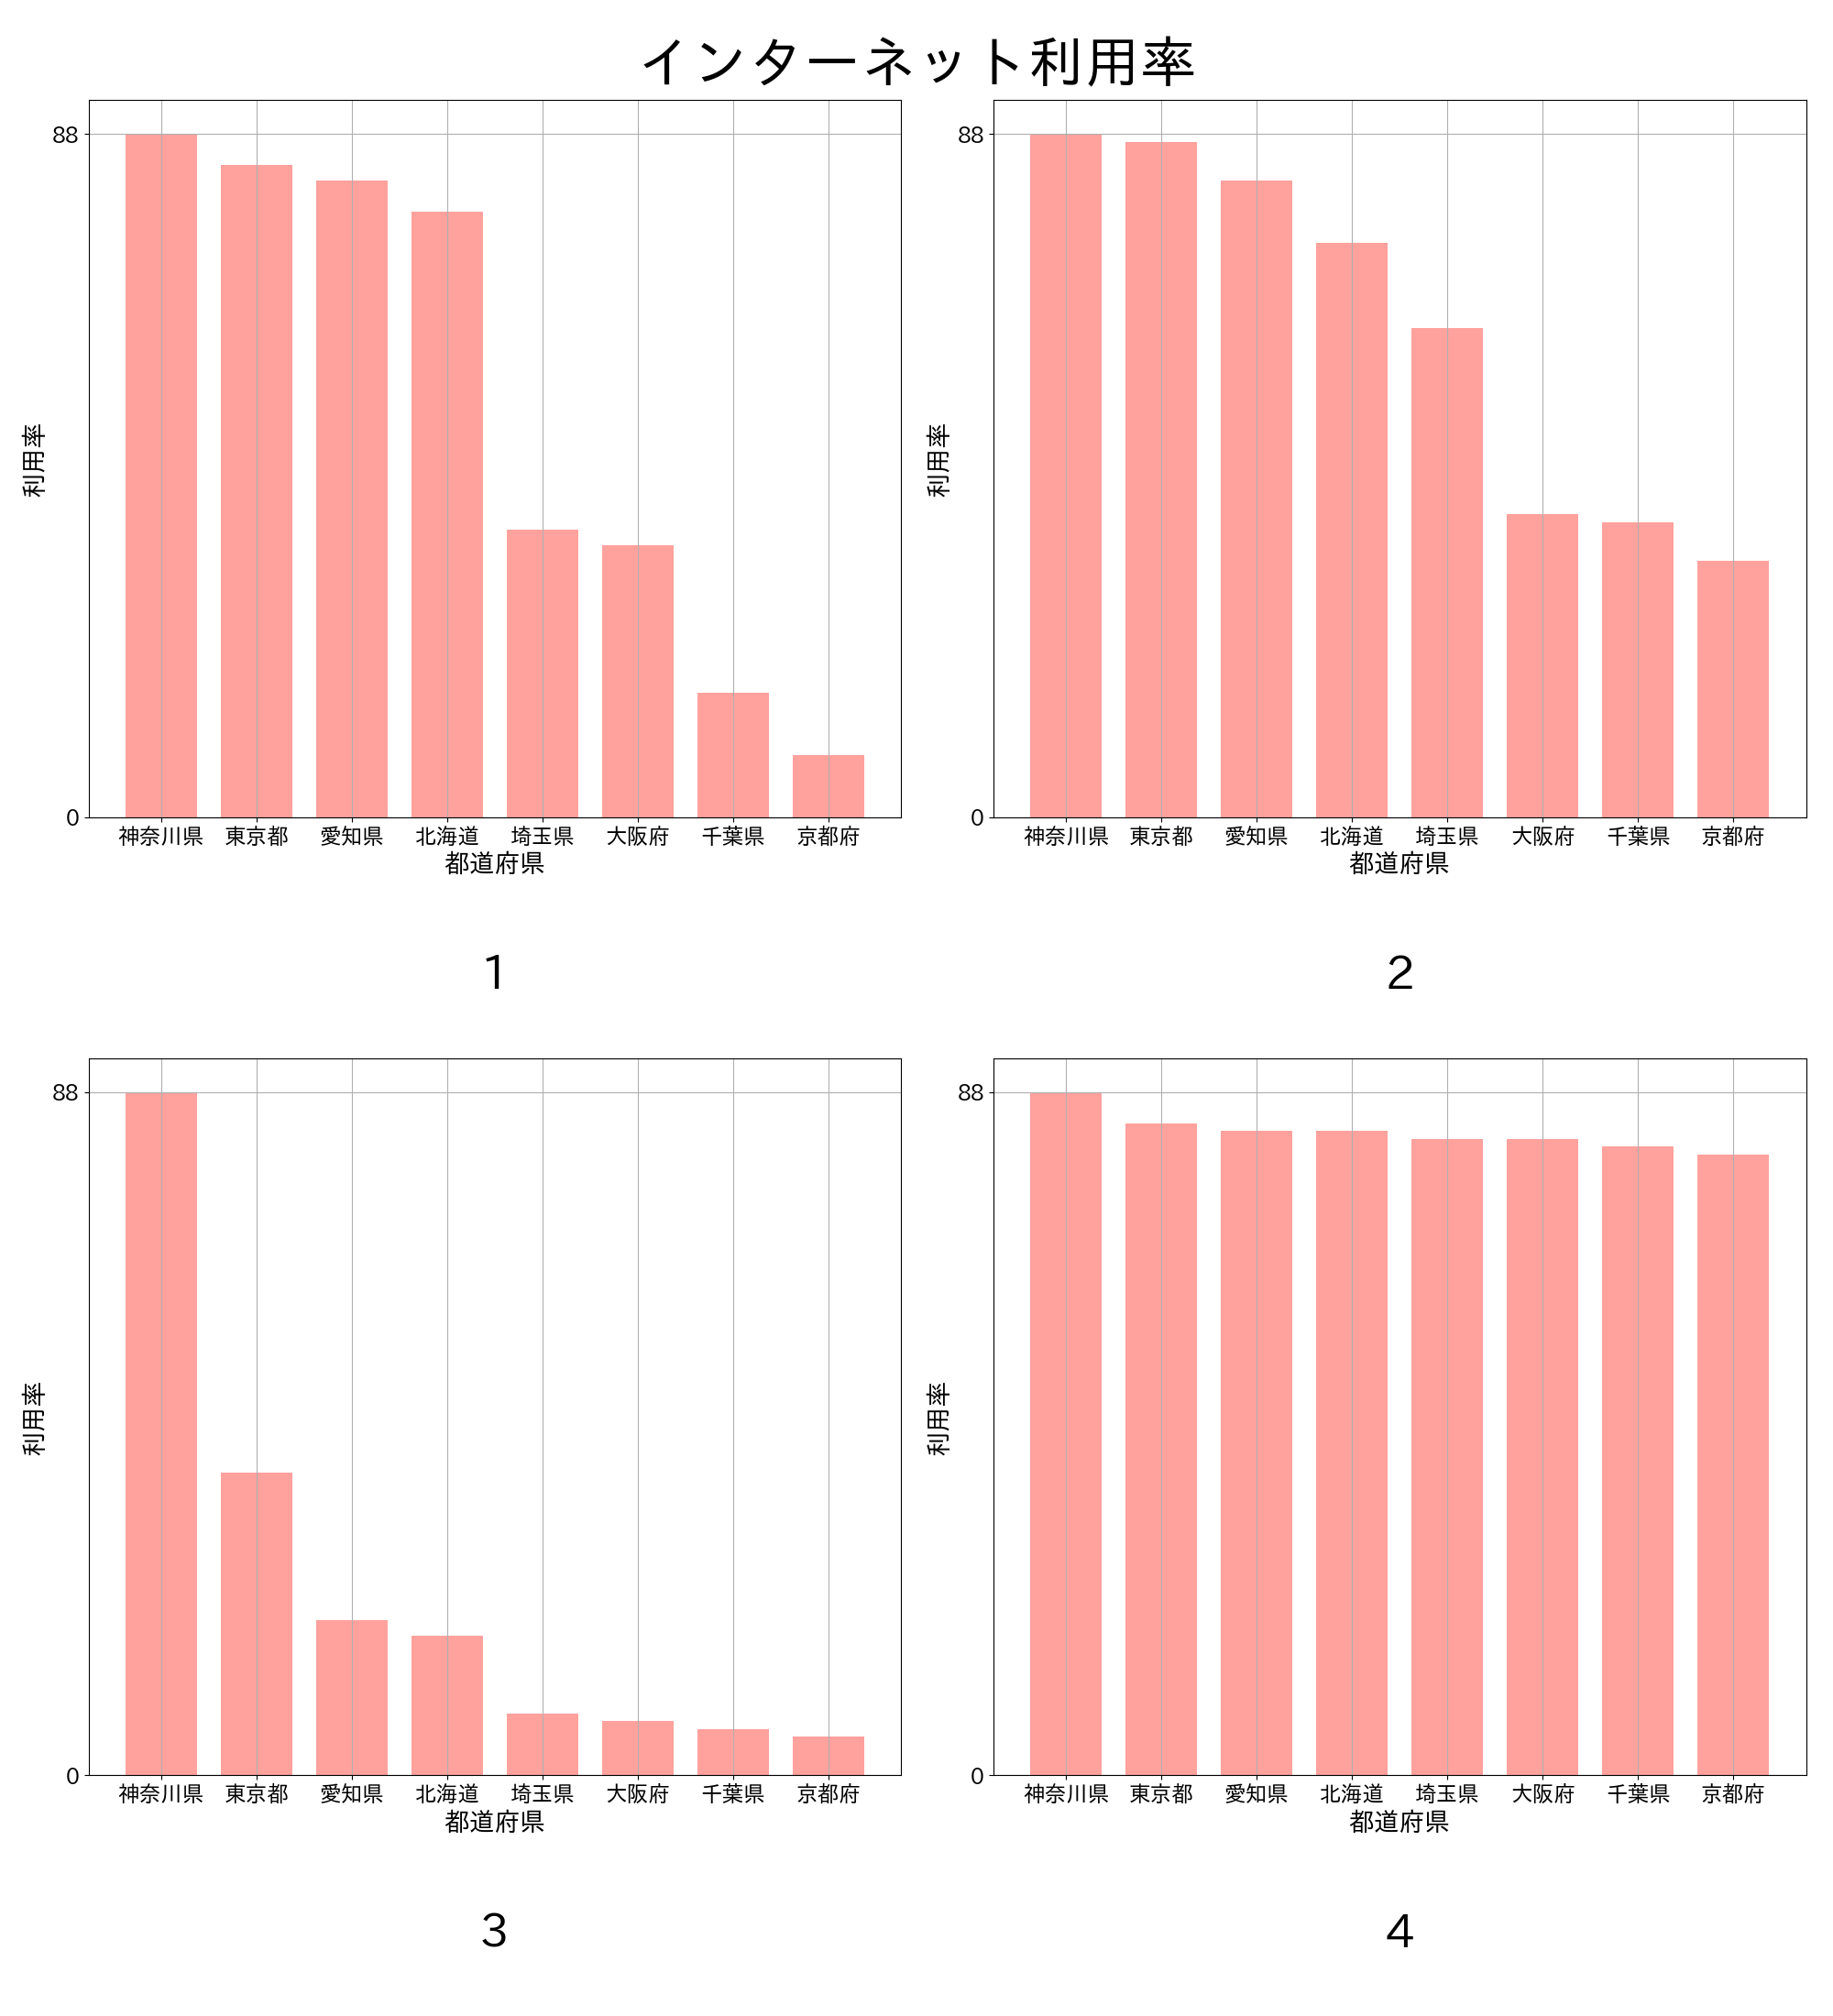 インターネット利用率
88
0
利用率
神奈川県 東京都 愛知県 北海道 埼玉県 大阪府 千葉県 京都府
都道府県
1
88
0
利用率
神奈川県 東京都 愛知県 北海道 埼玉県 大阪府 千葉県 京都府
都道府県
2
88
0
利用率
神奈川県 東京都 愛知県 北海道 埼玉県 大阪府 千葉県 京都府
都道府県
3
88
0
利用率
神奈川県 東京都 愛知県 北海道 埼玉県 大阪府 千葉県 京都府
都道府県
4